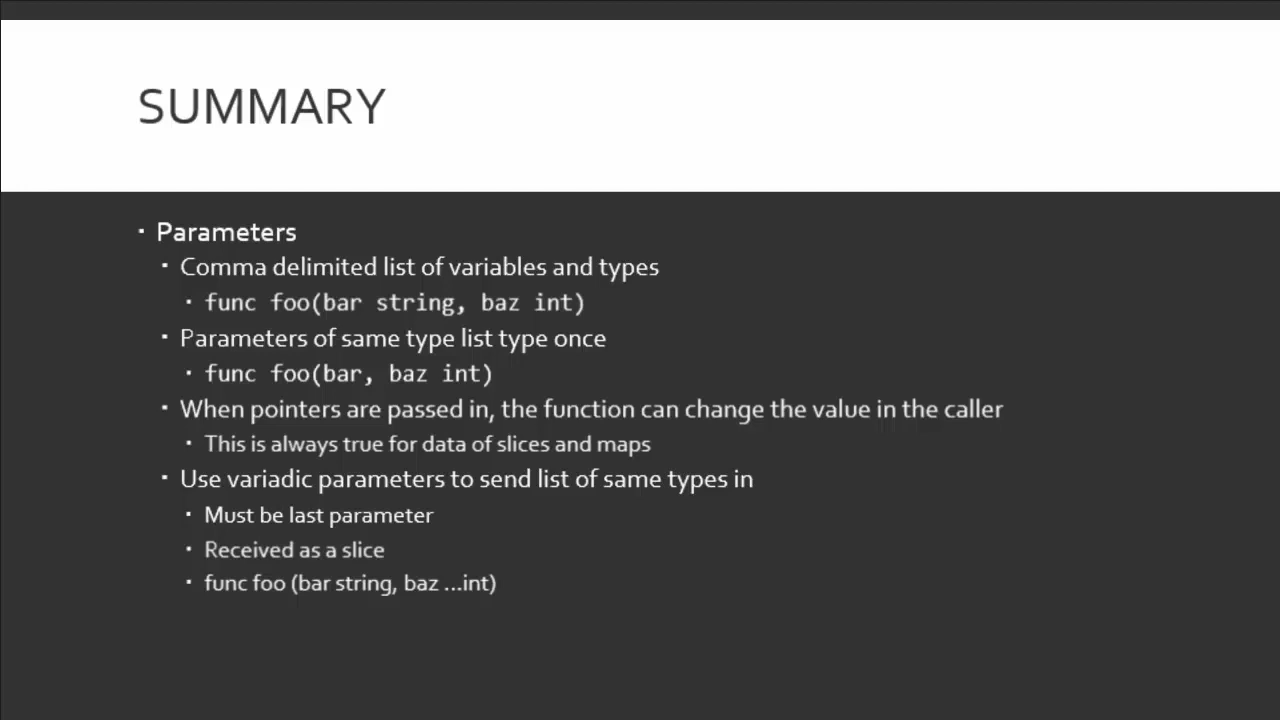 SUMMARY
▪ Parameters
▪ Comma delimited list of variables and types
▪ func foo(bar string, baz int)
▪ Parameters of same type list type once
▪ func foo(bar, baz int)
▪ When pointers are passed in, the function can change the value in the caller
▪ This is always true for data of slices and maps
▪ Use variadic parameters to send list of same types in
▪ Must be last parameter
▪ Received as a slice
▪ func foo (bar string, baz ...int)